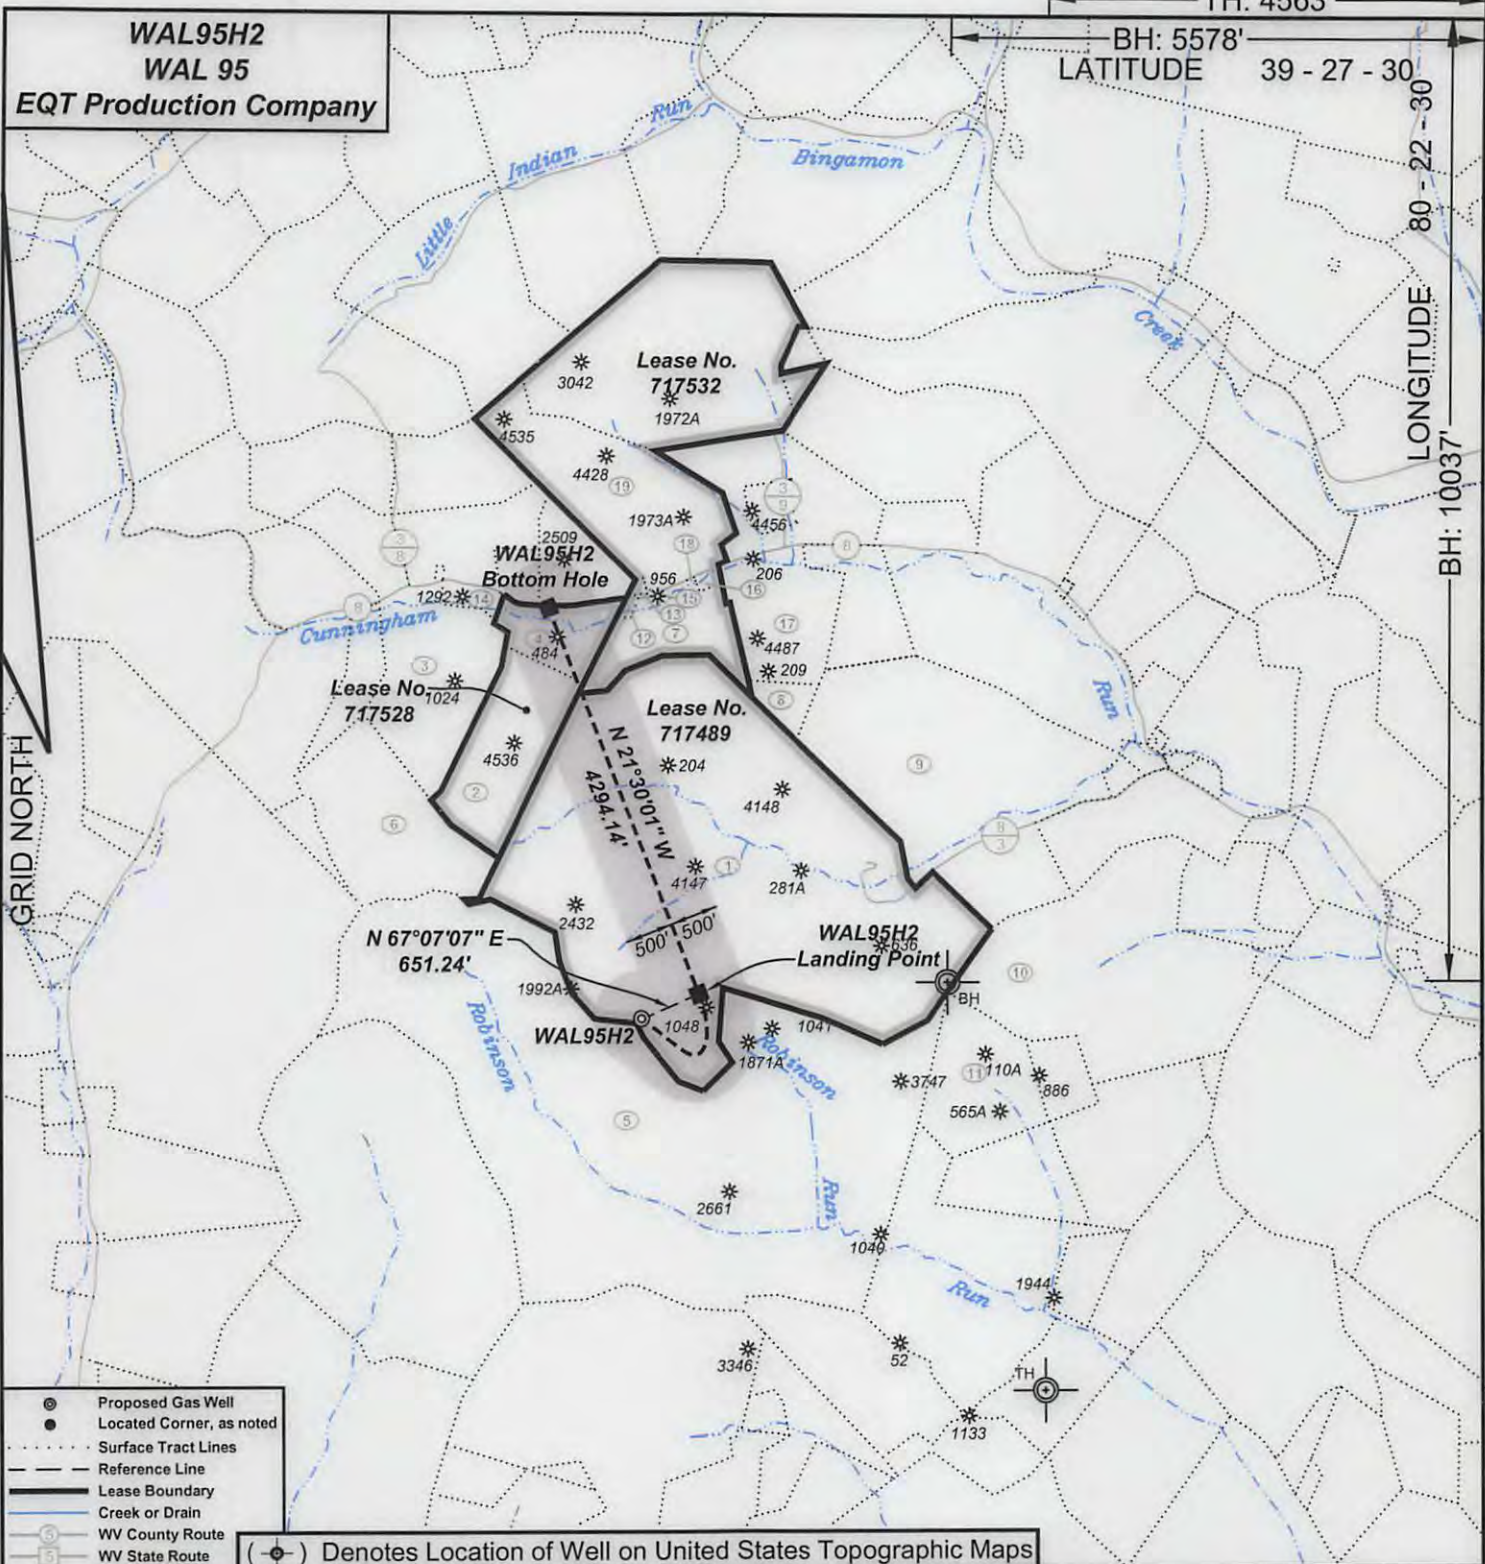 TH: 4563'
WAL95H2
WAL 95
EQT Production Company
BH: 5578'
LATITUDE 39 - 27 - 30
LONGITUDE 80 - 22 - 30
BH: 10037'
Little Indian Run
Bingamon
Creek
GRID NORTH
Lease No.
717532
3042
1972A
4535
4428
19
1973A
3
9
4456
3
8
2509
18
8
WAL95H2
Bottom Hole
956
206
1292
14
15
16
8
Cunningham
13
4
484
12
7
17
4487
3
209
Lease No.
717528
1024
8
Run
Lease No.
717489
4536
204
9
2
4148
6
N 21°30'01" W
4294.14'
8
3
4147
1
281A
2432
500' 500'
N 67°07'07" E
651.24'
WAL95H2
Landing Point
636
10
1992A
BH
WAL95H2
1048
1047
1871A
Robinson
Robinson
3747
11
110A
886
565A
5
2661
Run
1040
Run
1944
3346
52
TH
1133
Proposed Gas Well
Located Corner, as noted
Surface Tract Lines
Reference Line
Lease Boundary
Creek or Drain
5 WV County Route
5 WV State Route
( ) Denotes Location of Well on United States Topographic Maps